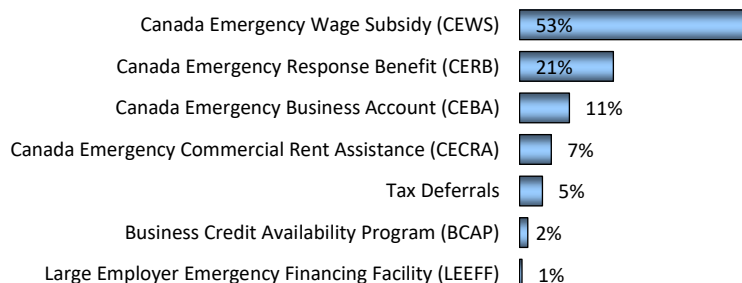 Canada Emergency Wage Subsidy (CEWS) 53%
Canada Emergency Response Benefit (CERB) 21%
Canada Emergency Business Account (CEBA) 11%
Canada Emergency Commercial Rent Assistance (CECRA) 7%
Tax Deferrals 5%
Business Credit Availability Program (BCAP) 2%
Large Employer Emergency Financing Facility (LEEFF) 1%